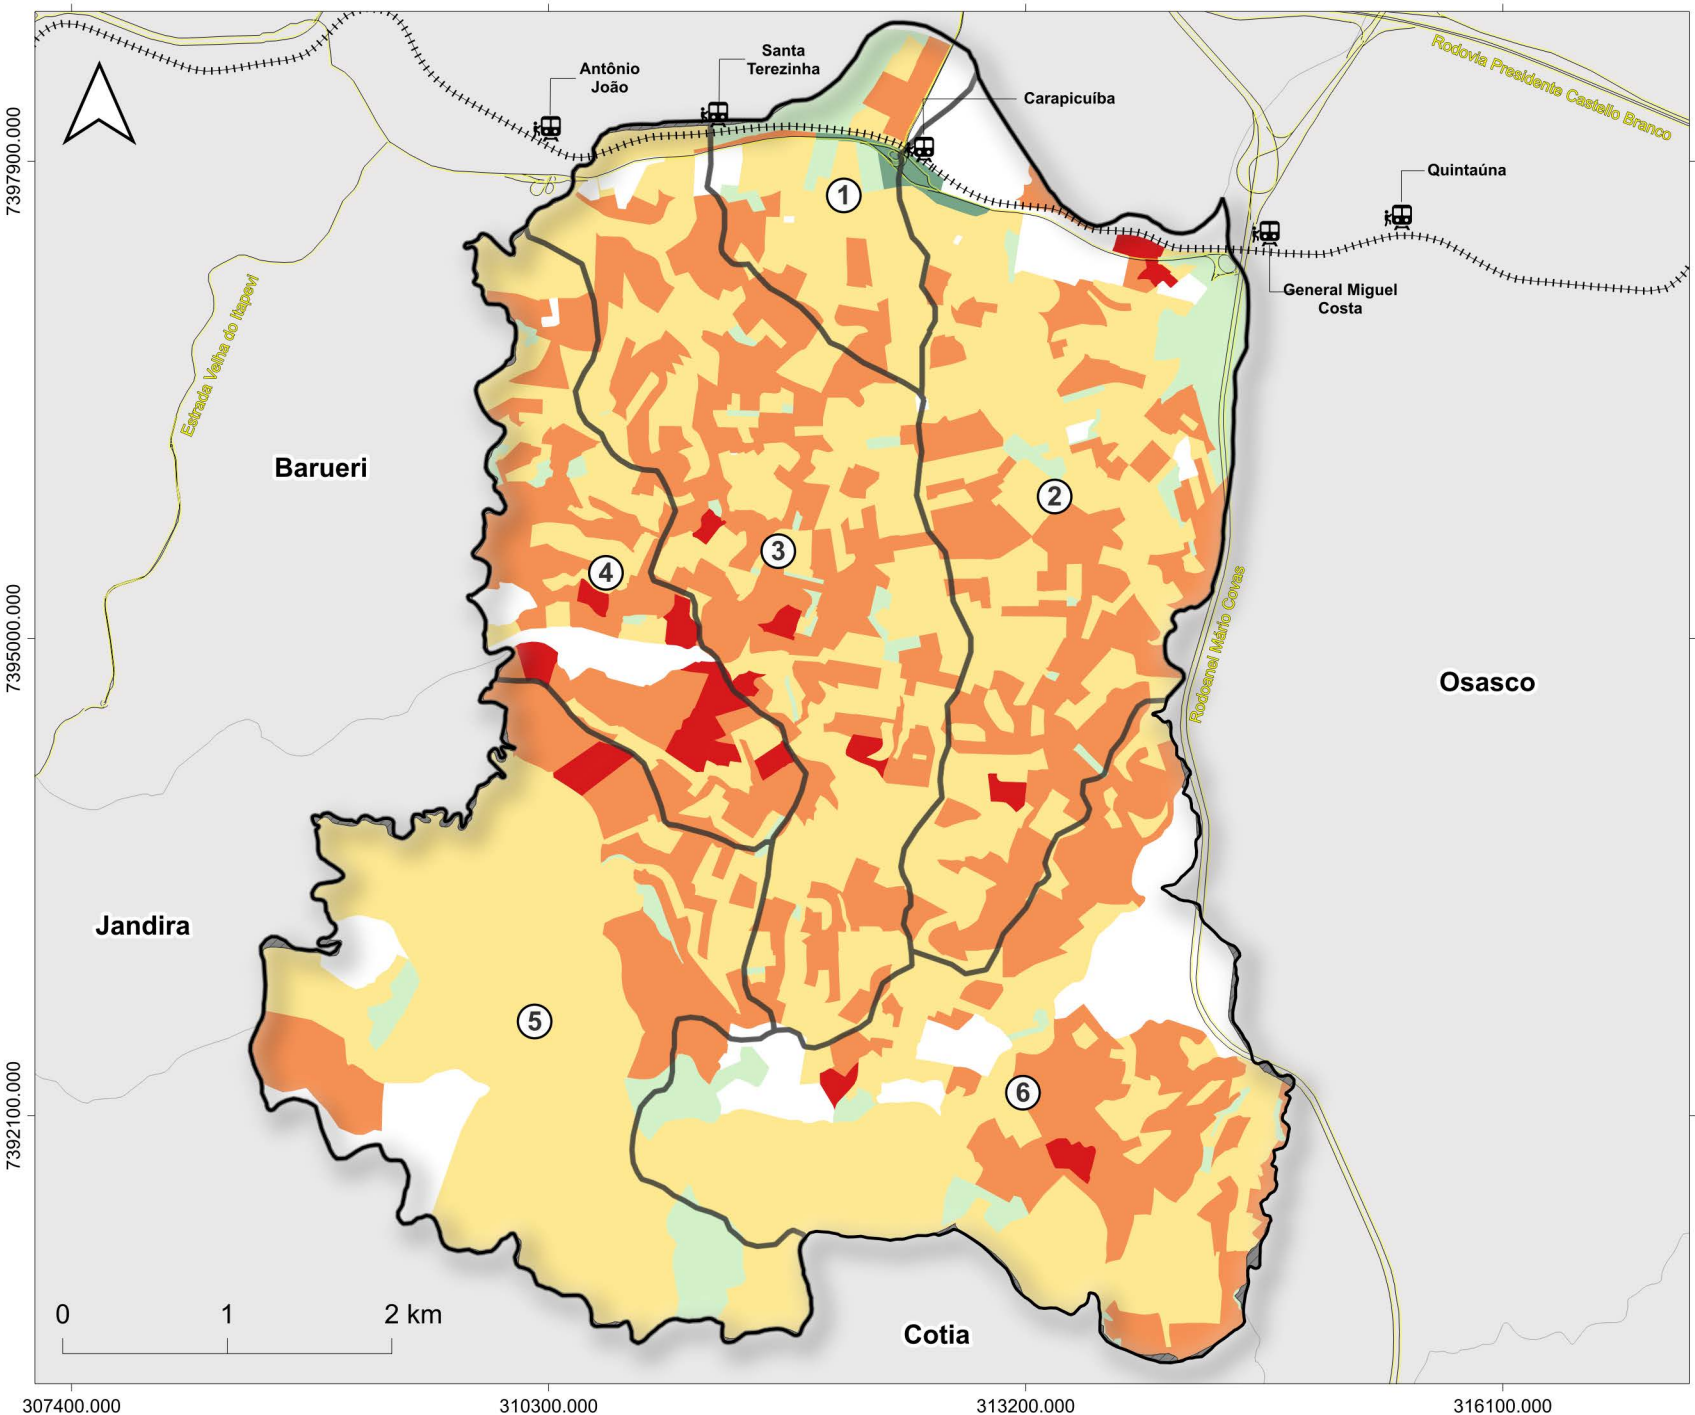 Rodovia Presidente Castello Branco
Santa
Terezinha
Antônio
João
Carapicuíba
Quintaúna
General Miguel
Costa
1
2
3
4
5
6
Estrada Velha do Itapevi
Rodoanel Mário Covas
Barueri
Osasco
Jandira
Cotia
0 1 2 km
7397900.000
7395000.000
7392100.000
307400.000 310300.000 313200.000 316100.000